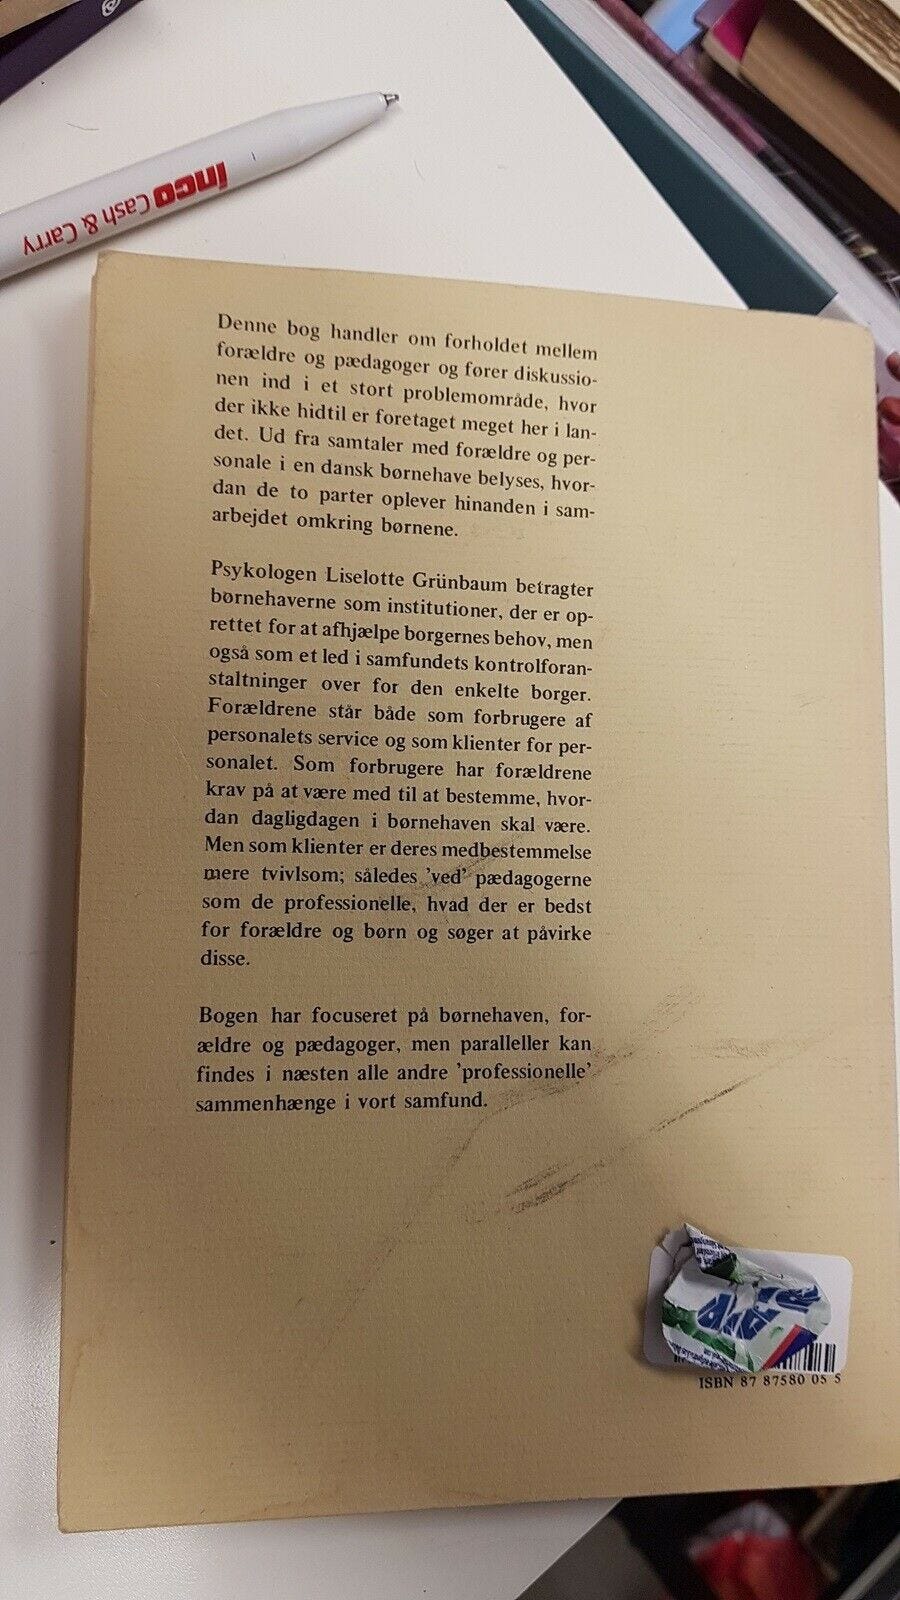 inco Cash & Carry
Denne bog handler om forholdet mellem
forældre og pædagoger og fører diskussio-
nen ind i et stort problemområde, hvor
der ikke hidtil er foretaget meget her i lan-
det. Ud fra samtaler med forældre og per-
sonale i en dansk børnehave belyses, hvor-
dan de to parter oplever hinanden i sam-
arbejdet omkring børnene.
Psykologen Liselotte Grünbaum betragter
børnehaverne som institutioner, der er op-
rettet for at afhjælpe borgernes behov, men
også som et led i samfundets kontrolforan-
staltninger over for den enkelte borger.
Forældrene står både som forbrugere af
personalets service og som klienter for per-
sonalet. Som forbrugere har forældrene
krav på at være med til at bestemme, hvor-
dan dagligdagen i børnehaven skal være.
Men som klienter er deres medbestemmelse
mere tvivlsom; således 'ved' pædagogerne
som de professionelle, hvad der er bedst
for forældre og børn og søger at påvirke
disse.
Bogen har focuseret på børnehaven, for-
ældre og pædagoger, men paralleller kan
findes i næsten alle andre 'professionelle'
sammenhænge i vort samfund.
ISBN 87 87580 05 5